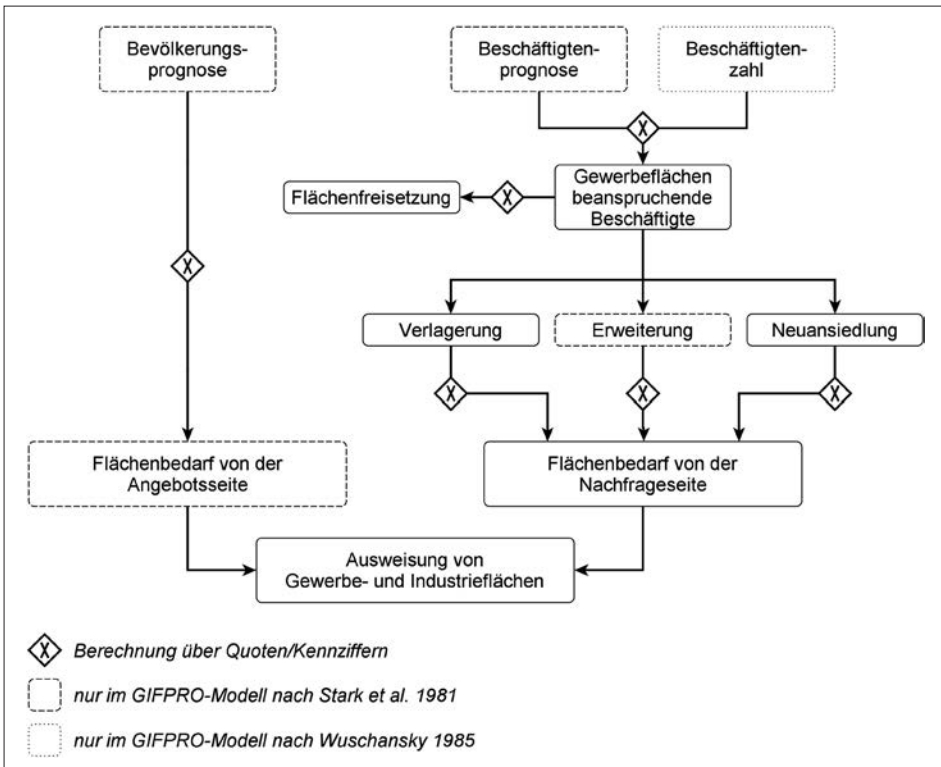 Bevölkerungs-
prognose
Beschäftigten-
prognose
Beschäftigten-
zahl
X
Flächenfreisetzung
X
Gewerbeflächen
beanspruchende
Beschäftigte
X
Verlagerung
Erweiterung
Neuansiedlung
X
X
X
Flächenbedarf von der
Angebotsseite
Flächenbedarf von der
Nachfrageseite
Ausweisung von
Gewerbe- und Industrieflächen
X Berechnung über Quoten/Kennziffern
nur im GIFPRO-Modell nach Stark et al. 1981
nur im GIFPRO-Modell nach Wuschansky 1985